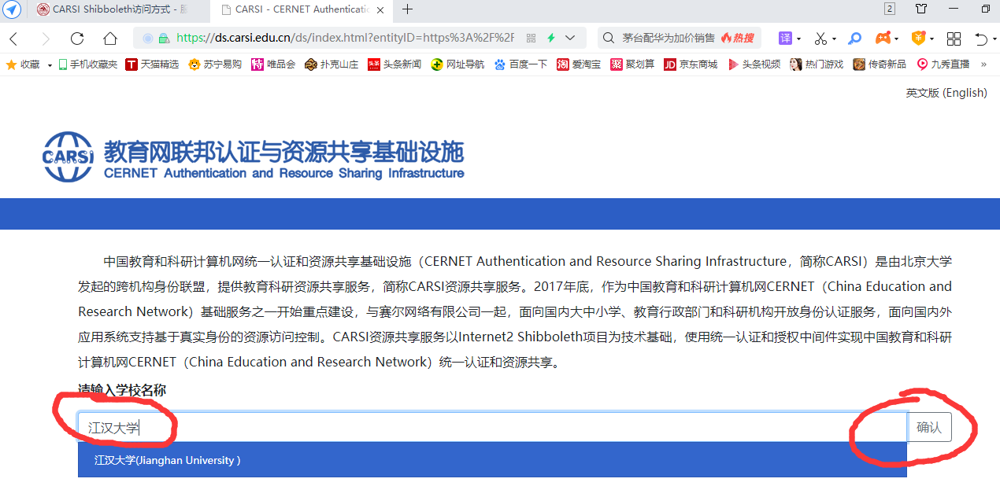 CARSI Shibboleth访问方式 -
CARSI - CERNET Authenticatic
2
https://ds.carsi.edu.cn/ds/index.html?entityID=https%3A%2F%2F
茅台配华为加价销售
热搜
译
收藏 手机收藏夹 T 天猫精选 苏宁易购 特 唯品会 扑克山庄 头条 头条新闻 网址导航 百度一下 淘 爱淘宝 聚 聚划算 JD 京东商城 头条视频 热门游戏 传奇新品 九秀直播 »
英文版 (English)
CARSI
教育网联邦认证与资源共享基础设施
CERNET Authentication and Resource Sharing Infrastructure
中国教育和科研计算机网统一认证和资源共享基础设施（CERNET Authentication and Resource Sharing Infrastructure，简称CARSI）是由北京大学
发起的跨机构身份联盟，提供教育科研资源共享服务，简称CARSI资源共享服务。2017年底，作为中国教育和科研计算机网CERNET（China Education and
Research Network）基础服务之一开始重点建设，与赛尔网络有限公司一起，面向国内大中小学、教育行政部门和科研机构开放身份认证服务，面向国内外
应用系统支持基于真实身份的资源访问控制。CARSI资源共享服务以Internet2 Shibboleth项目为技术基础，使用统一认证和授权中间件实现中国教育和科研
计算机网CERNET（China Education and Research Network）统一认证和资源共享。
请输入学校名称
江汉大学
确认
江汉大学(Jianghan University )